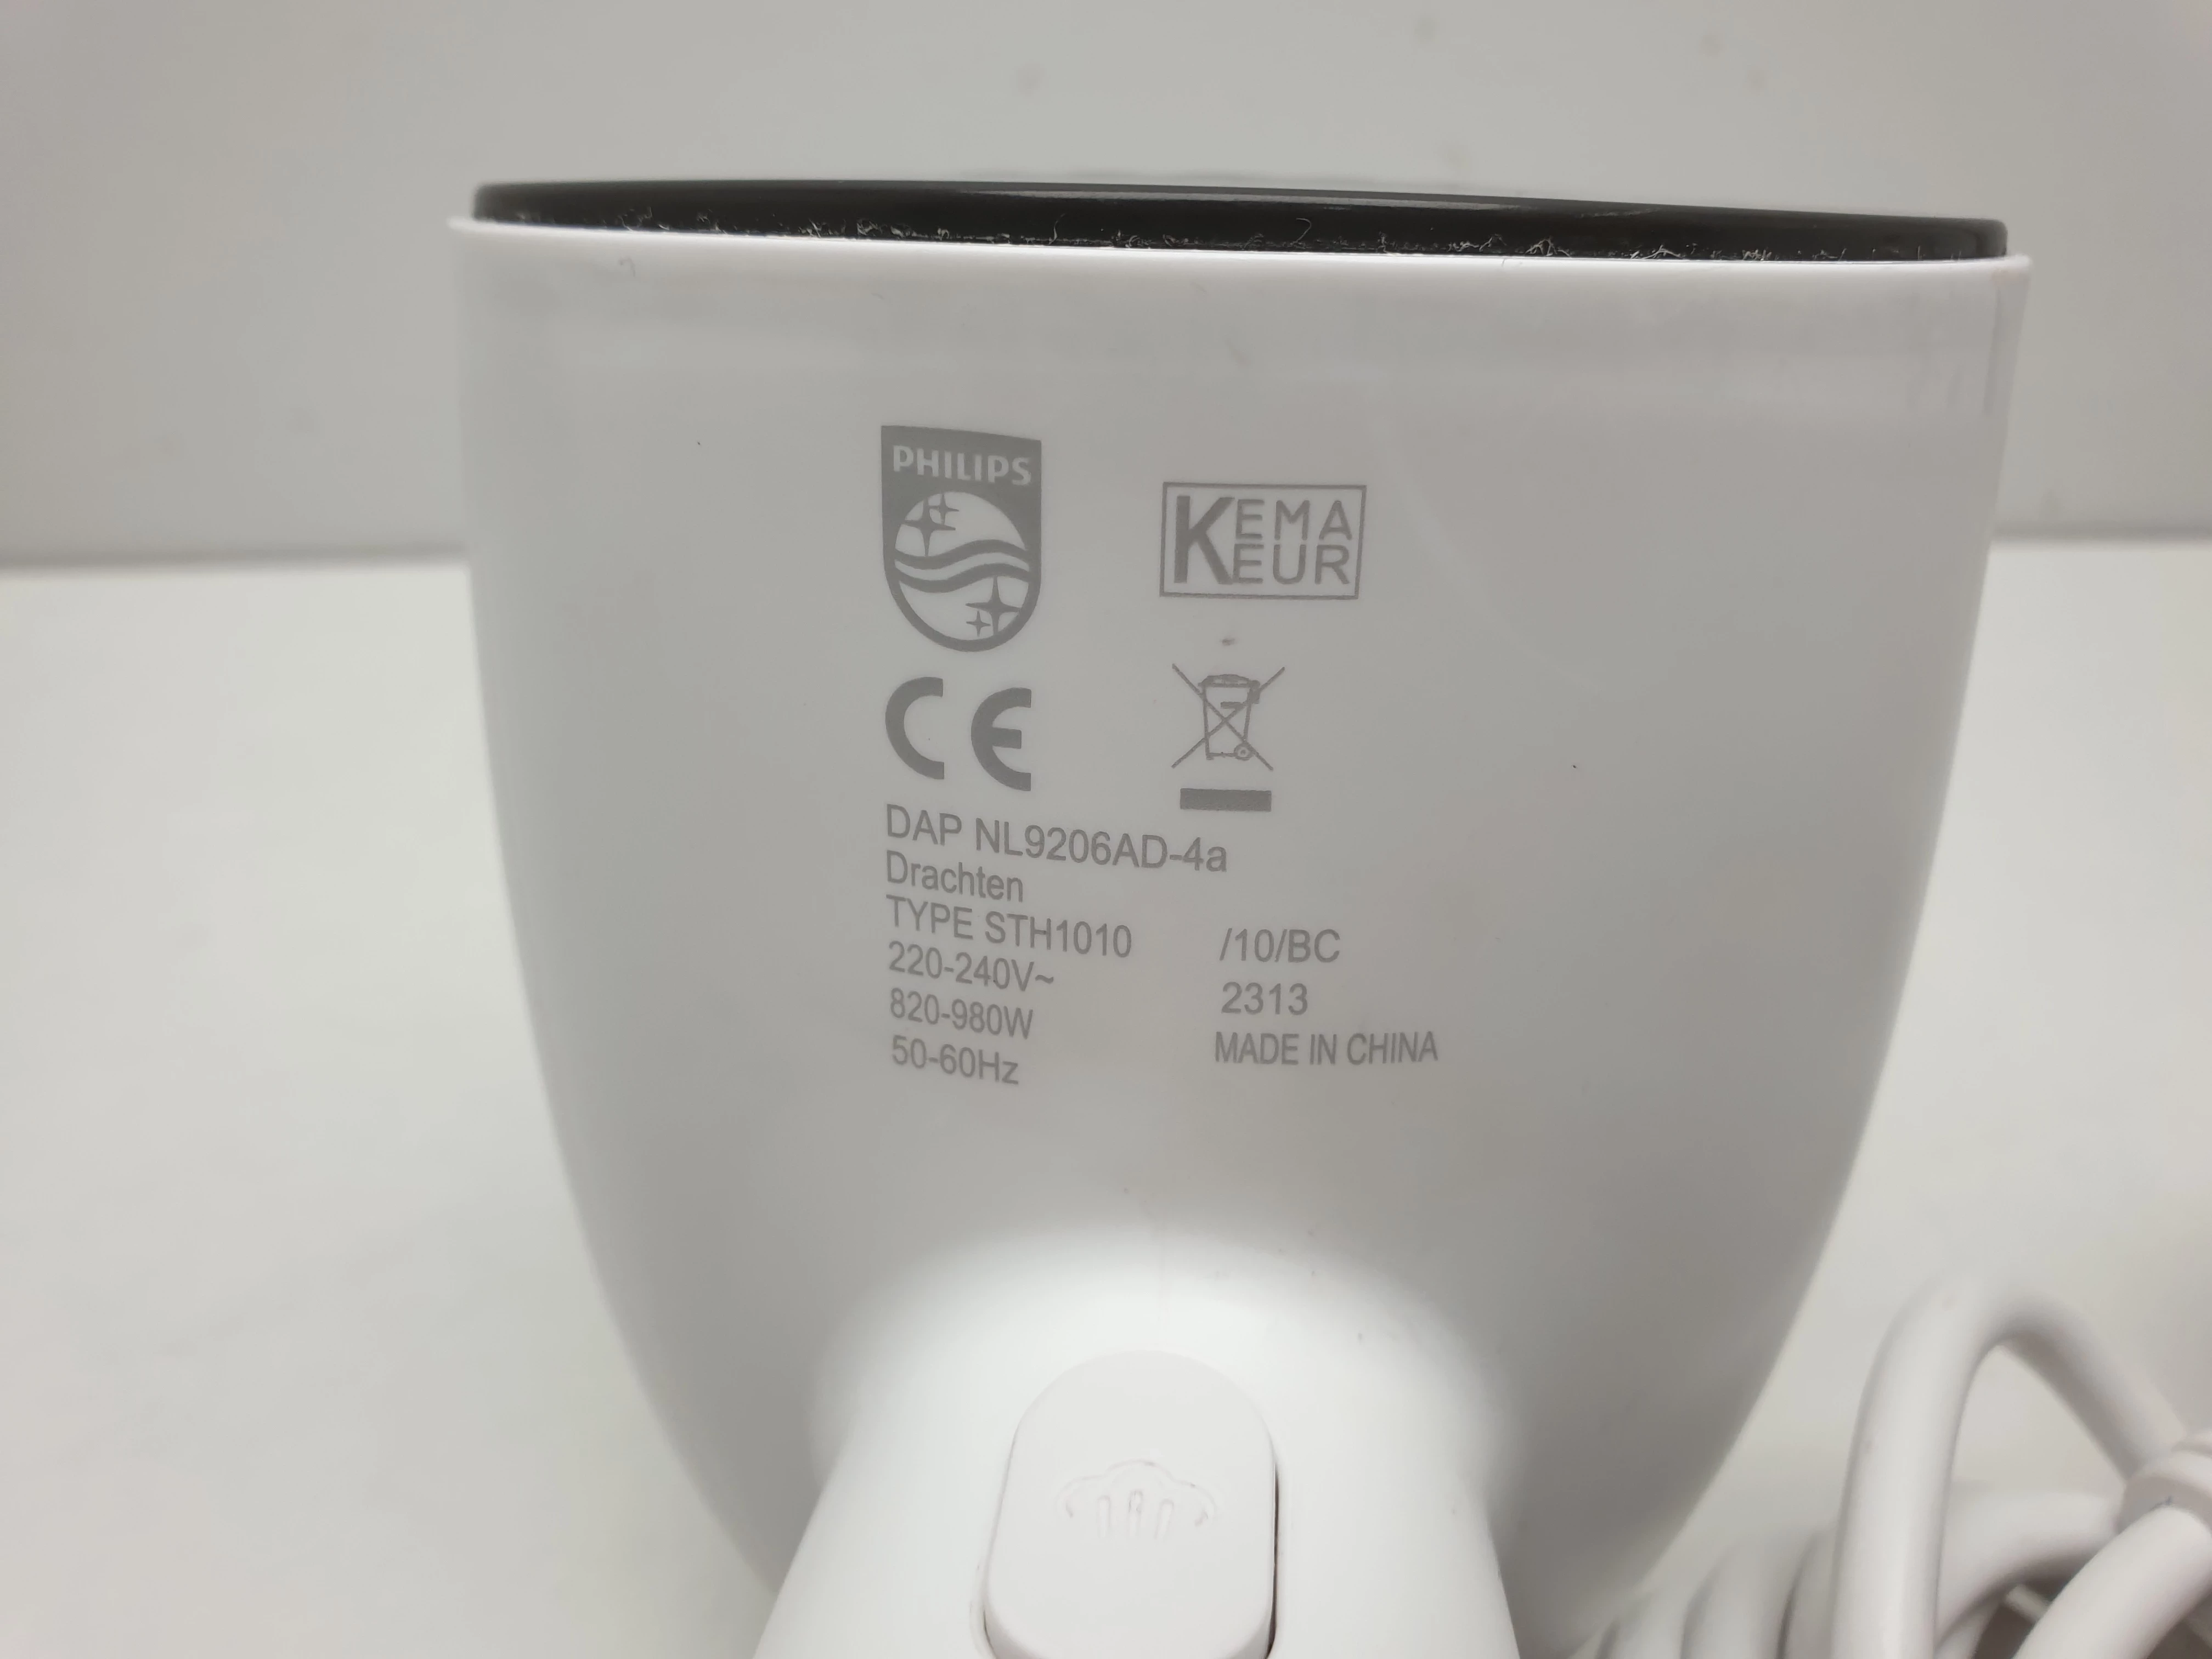 PHILIPS
KEMA
KEUR
CE
DAP NL9206AD-4a
Drachten
TYPE STH1010 /10/BC
220-240V~ 2313
820-980W MADE IN CHINA
50-60Hz